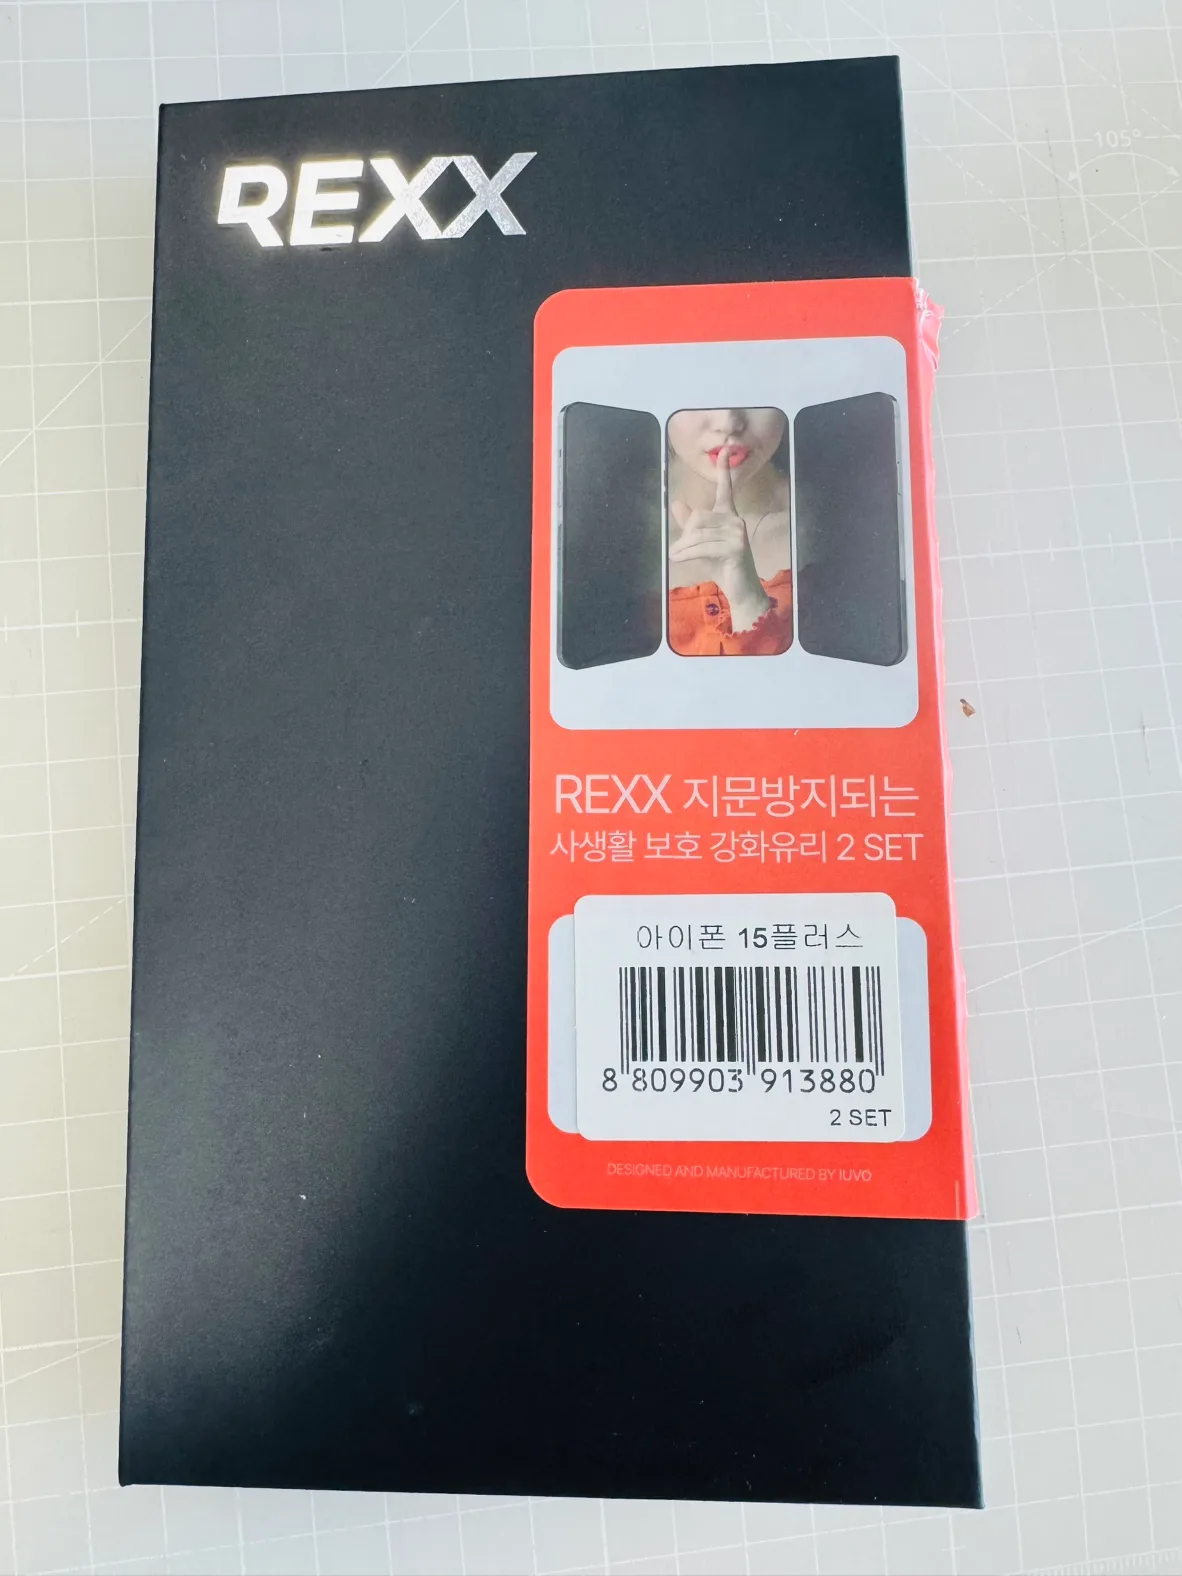 REXX
105°
REXX 지문방지되는
사생활 보호 강화유리 2 SET
아이폰 15플러스
8 809903 913880
2 SET
DESIGNED AND MANUFACTURED BY IUVO